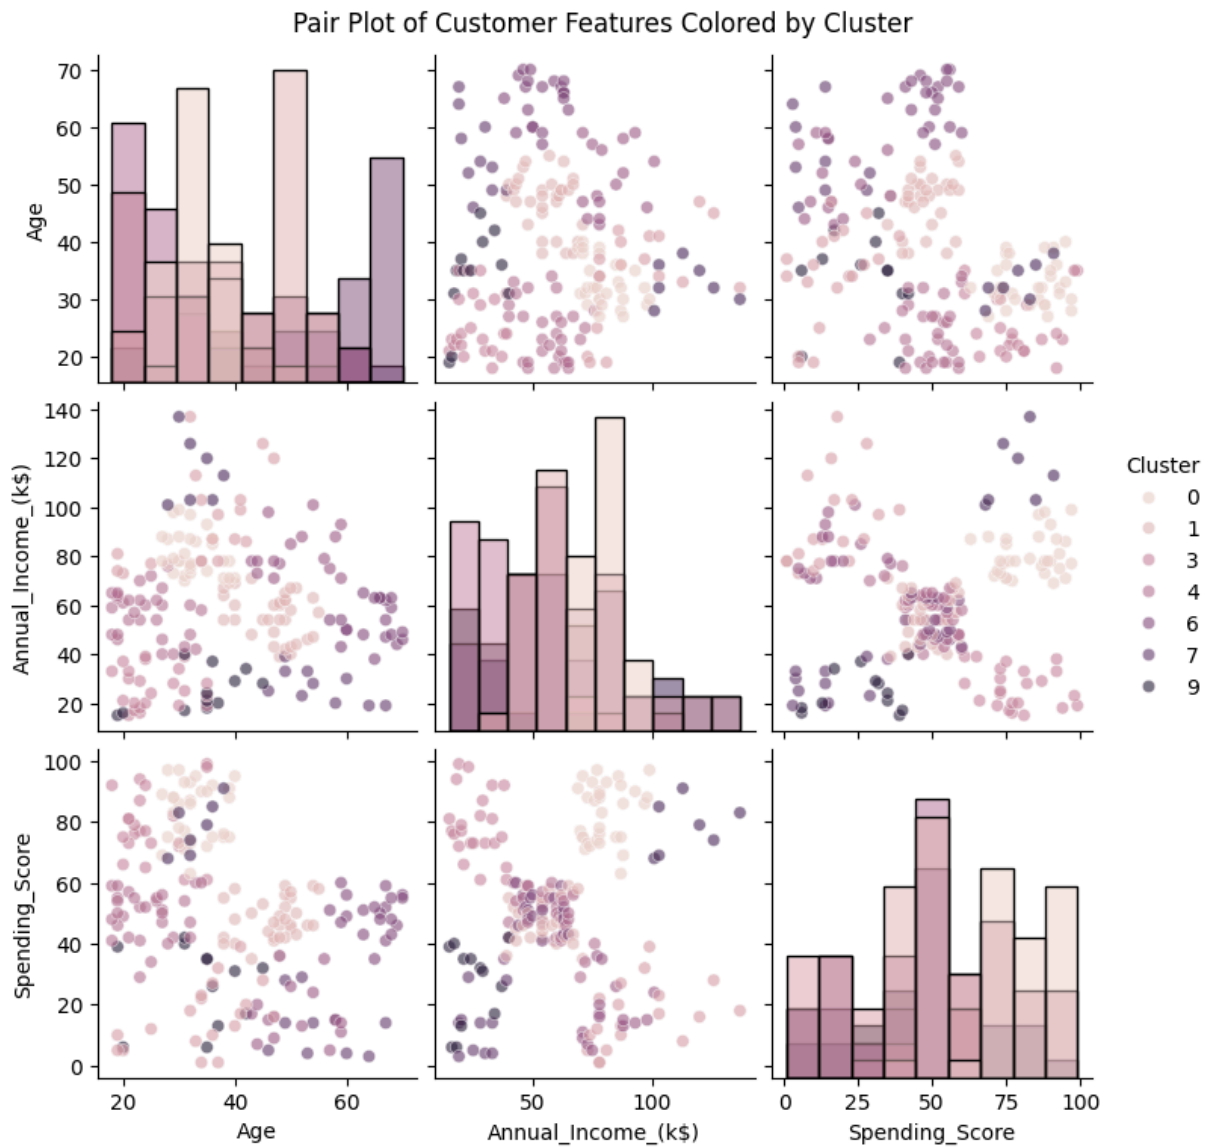 Pair Plot of Customer Features Colored by Cluster
70
60
50
40
30
20
Age
140
120
100
80
60
40
20
Annual_Income_(k$)
100
80
60
40
20
0
Spending_Score
20 40 60
Age
50 100
Annual_Income_(k$)
0 25 50 75 100
Spending_Score
Cluster
0
1
3
4
6
7
9